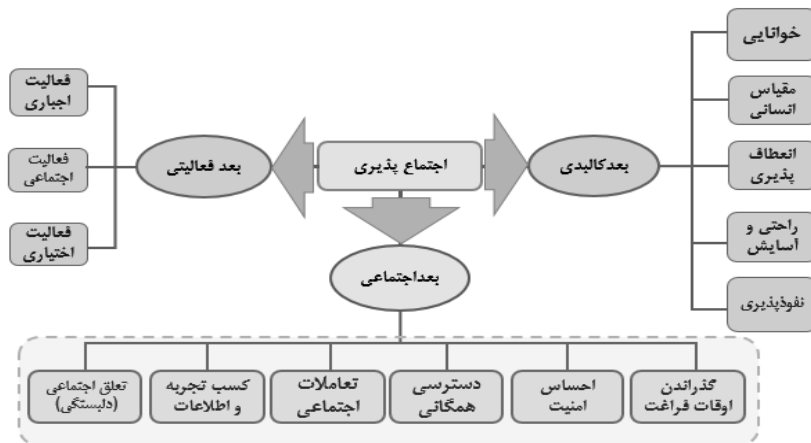 اجتماع پذیری
بعدکالبدی
خوانایی
مقیاس
انسانی
انعطاف
پذیری
راحتی و
آسایش
نفوذپذیری
بعد فعالیتی
فعالیت
اجباری
فعالیت
اجتماعی
فعالیت
اختیاری
بعداجتماعی
گذراندن
اوقات فراغت
احساس
امنیت
دسترسی
همگانی
تعاملات
اجتماعی
کسب تجربه
و اطلاعات
تعلق اجتماعی
(دلبستگی)